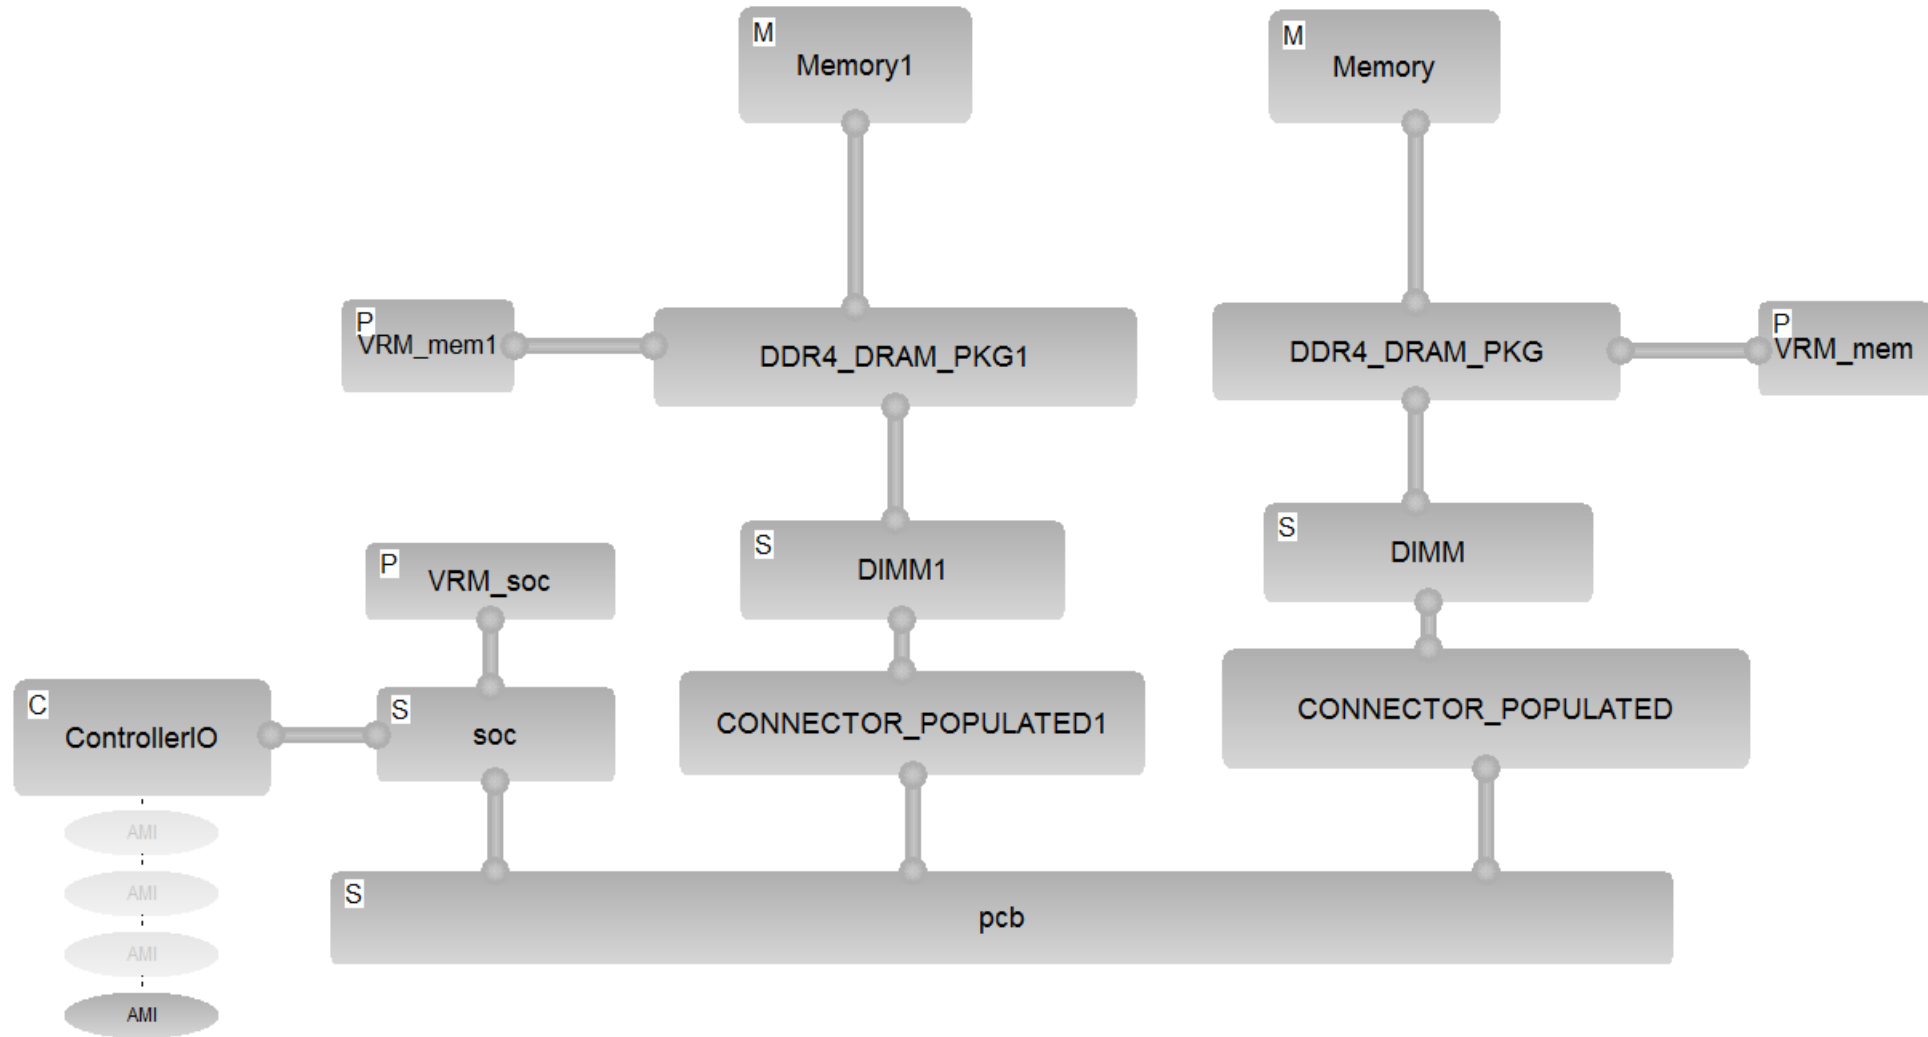 M
Memory1
M
Memory
P
VRM_mem1
DDR4_DRAM_PKG1
DDR4_DRAM_PKG
P
VRM_mem
S
DIMM1
S
DIMM
P
VRM_soc
C
ControllerIO
S
soc
CONNECTOR_POPULATED1
CONNECTOR_POPULATED
AMI
AMI
AMI
AMI
S
pcb